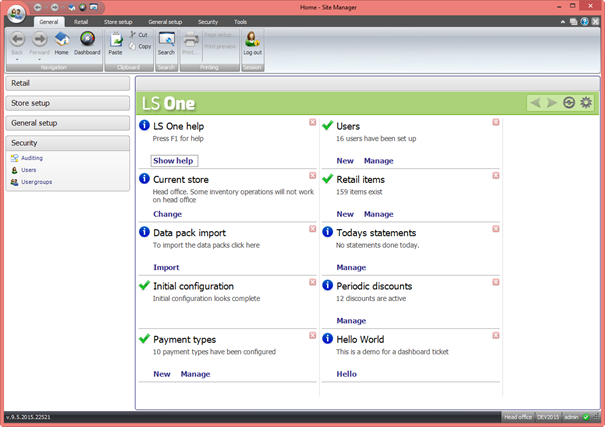 Home - Site Manager
General Retail Store setup General setup Security Tools
Back Forward Home Dashboard Paste Cut Copy Search Print... Page setup... Print preview Log out
Navigation Clipboard Search Printing Session
Retail
Store setup
General setup
Security
Auditing
Users
Usergroups
LS One
LS One help
Press F1 for help
Show help
Users
16 users have been set up
New Manage
Current store
Head office. Some inventory operations will not work
on head office
Change
Retail items
159 items exist
New Manage
Data pack import
To import the data packs click here
Import
Todays statements
No statements done today.
Manage
Initial configuration
Initial configuration looks complete
Periodic discounts
12 discounts are active
Manage
Payment types
10 payment types have been configured
New Manage
Hello World
This is a demo for a dashboard ticket
Hello
v.9.5.2015.22521 Head office DEV2015 admin